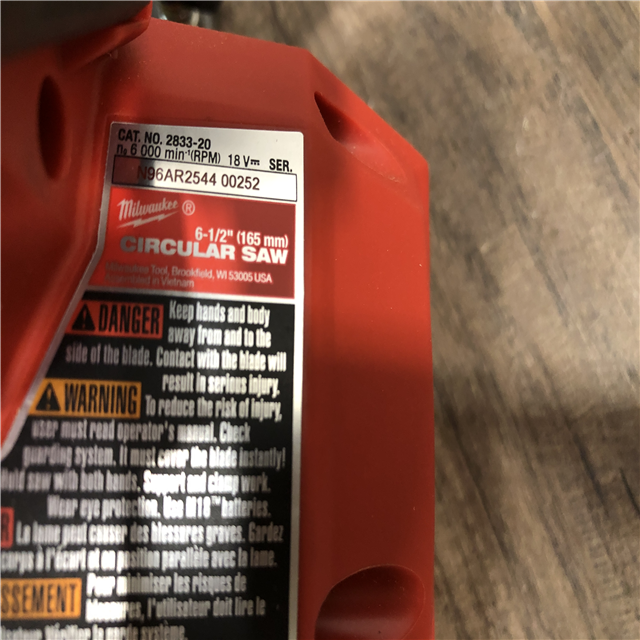 CAT. NO. 2833-20
n₀ 6 000 min⁻¹(RPM) 18 V⎓ SER.
N96AR2544 00252
Milwaukee ®
6-1/2" (165 mm)
CIRCULAR SAW
Milwaukee Tool, Brookfield, WI 53005 USA
in Vietnam
DANGER Keep hands and body
away from and to the
side of the blade. Contact with the blade will
result in serious injury.
WARNING To reduce the risk of injury,
user must read operator's manual. Check
guarding system. It must cover the blade instantly!
saw with both hands. Support and clamp work.
Wear eye protection. Use M18™ batteries.
La lame peut causer des blessures graves. Gardez
corps à l'écart et en position parallèle avec la lame.
SSEMENT Pour minimiser les risques de
blessures, l'utilisateur doit lire le